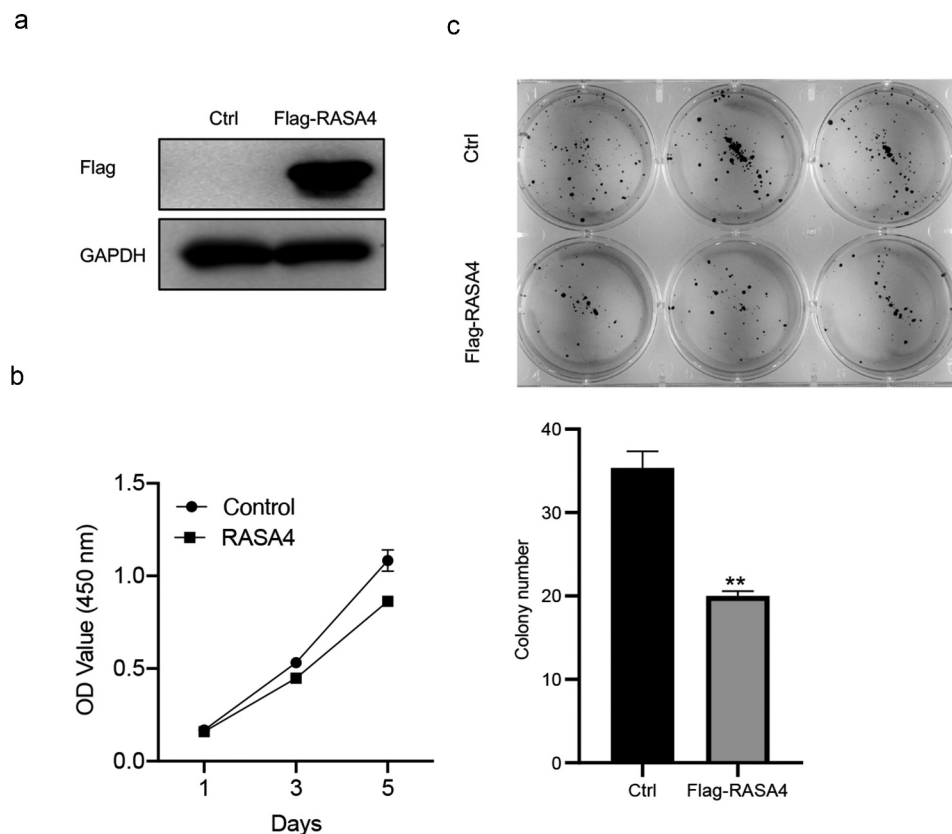 a
Ctrl Flag-RASA4
Flag
GAPDH
b
1.5
1.0
0.5
0.0
OD Value (450 nm)
Control
RASA4
1 3 5
Days
c
Ctrl
Flag-RASA4
40
30
20
10
0
Colony number
**
Ctrl Flag-RASA4